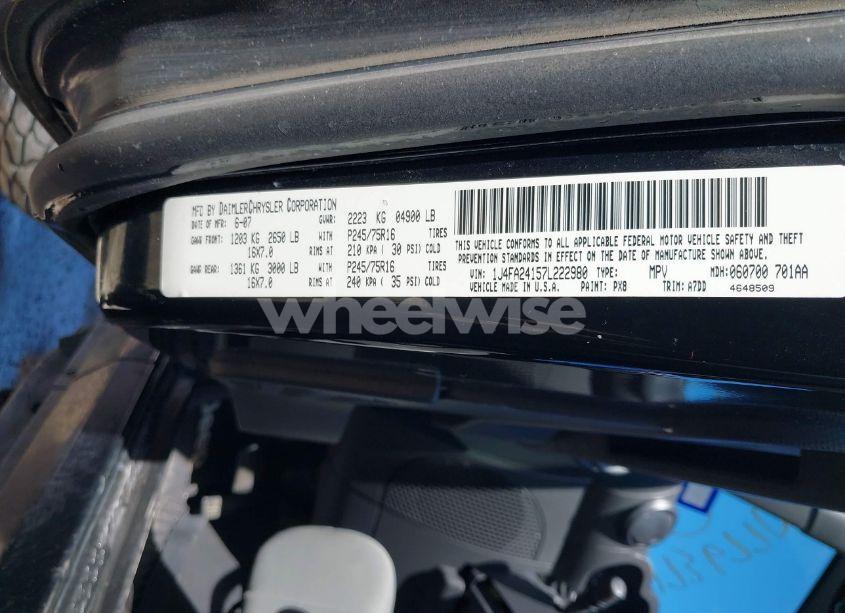 MFD BY DAIMLERCHRYSLER CORPORATION
DATE OF MFR: 6-07 GVWR: 2223 KG 04900 LB
GAWR FRONT: 1203 KG 2650 LB WITH P245/75R16 TIRES
16X7.0 RIMS AT 210 KPA ( 30 PSI) COLD
GAWR REAR: 1361 KG 3000 LB WITH P245/75R16 TIRES
16X7.0 RIMS AT 240 KPA ( 35 PSI) COLD
THIS VEHICLE CONFORMS TO ALL APPLICABLE FEDERAL MOTOR VEHICLE SAFETY AND THEFT
PREVENTION STANDARDS IN EFFECT ON THE DATE OF MANUFACTURE SHOWN ABOVE.
VIN: 1J4FA24157L222980 TYPE: MPV MDH: 060700 701AA
VEHICLE MADE IN U.S.A. PAINT: PXB TRIM: A7DD 4648509
wheelwise